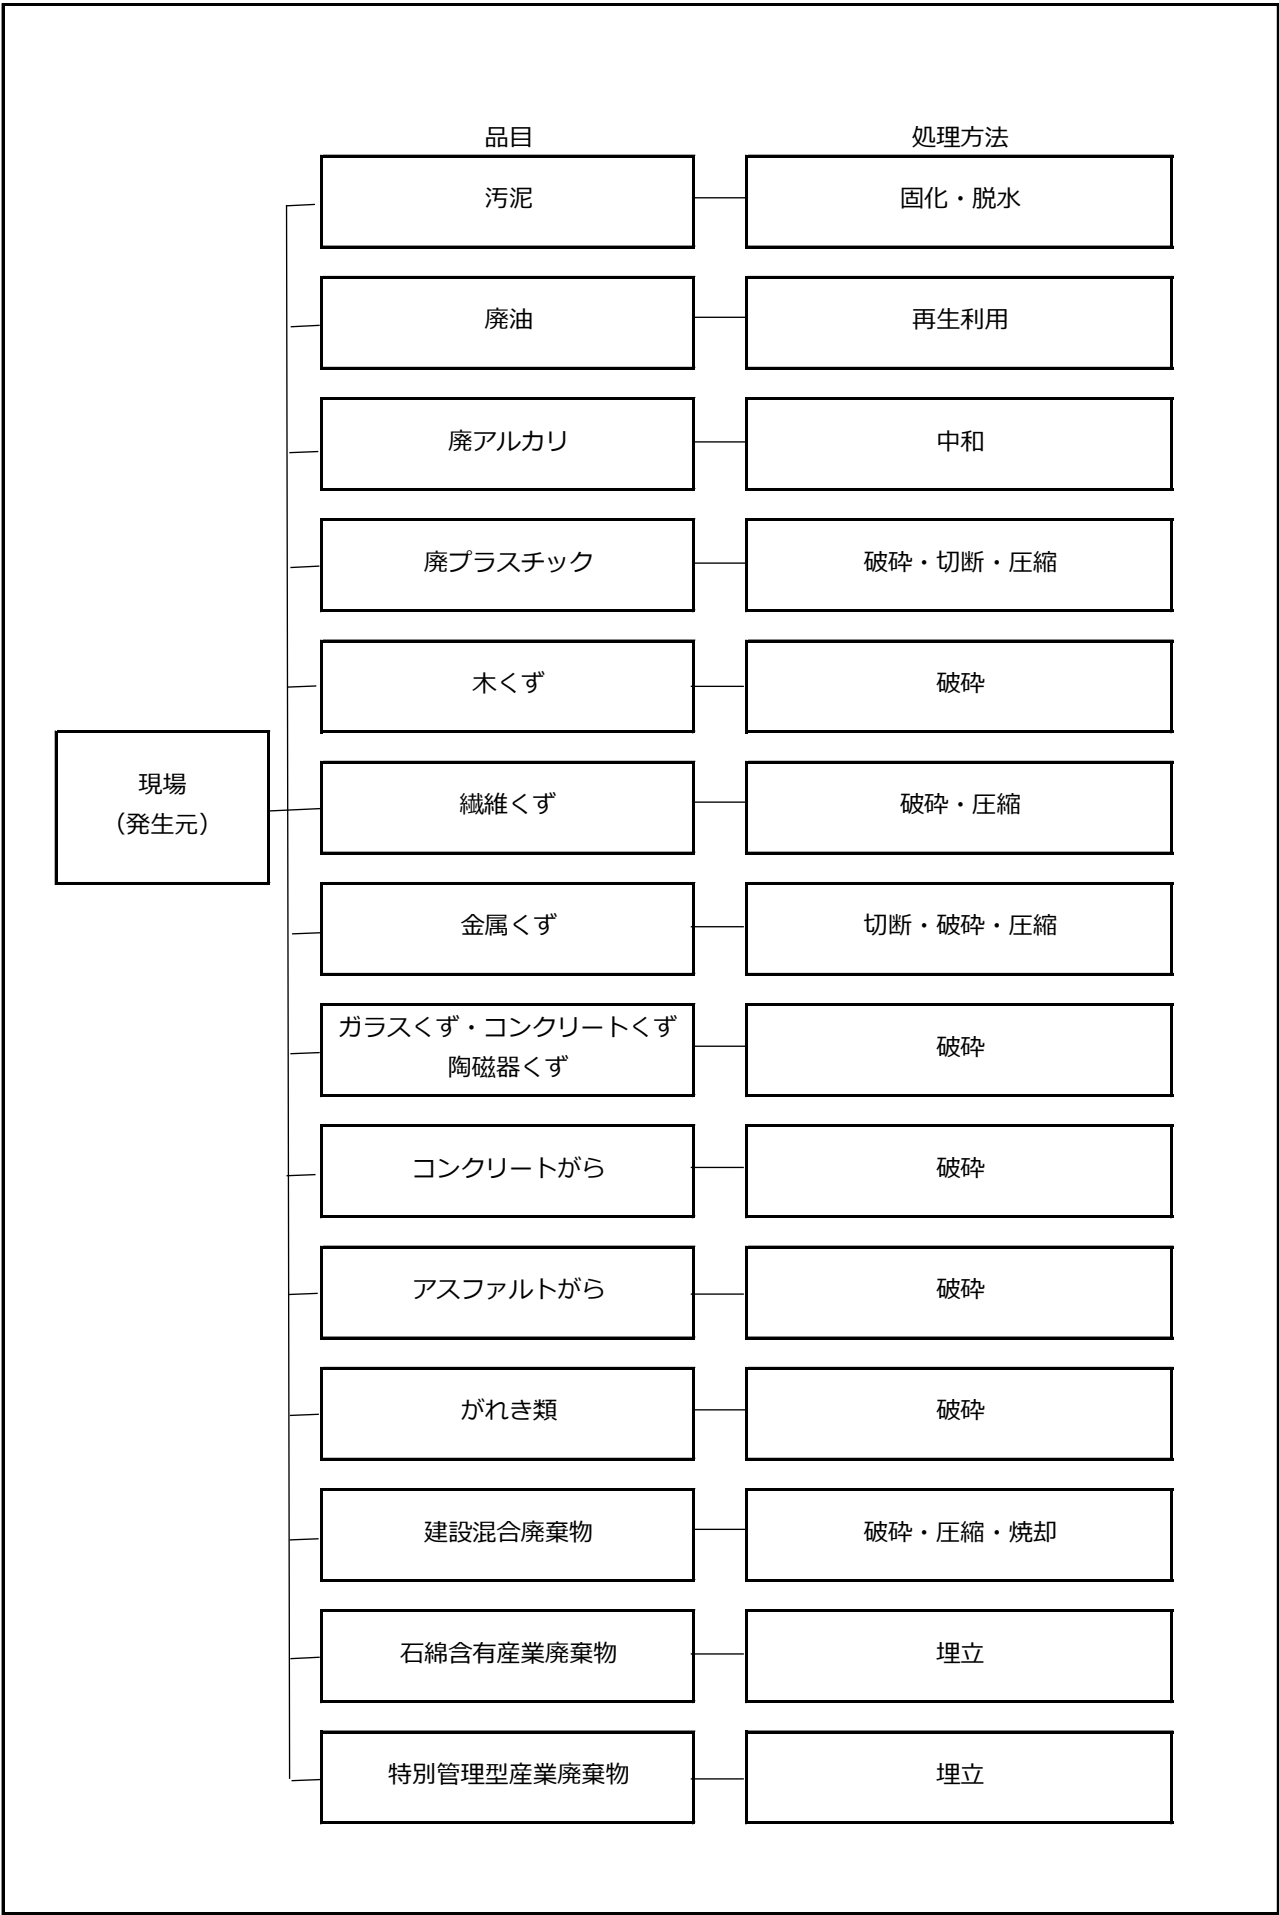 品目
処理方法
汚泥
固化・脱水
廃油
再生利用
廃アルカリ
中和
廃プラスチック
破砕・切断・圧縮
木くず
破砕
現場
（発生元）
繊維くず
破砕・圧縮
金属くず
切断・破砕・圧縮
ガラスくず・コンクリートくず
陶磁器くず
破砕
コンクリートがら
破砕
アスファルトがら
破砕
がれき類
破砕
建設混合廃棄物
破砕・圧縮・焼却
石綿含有産業廃棄物
埋立
特別管理型産業廃棄物
埋立